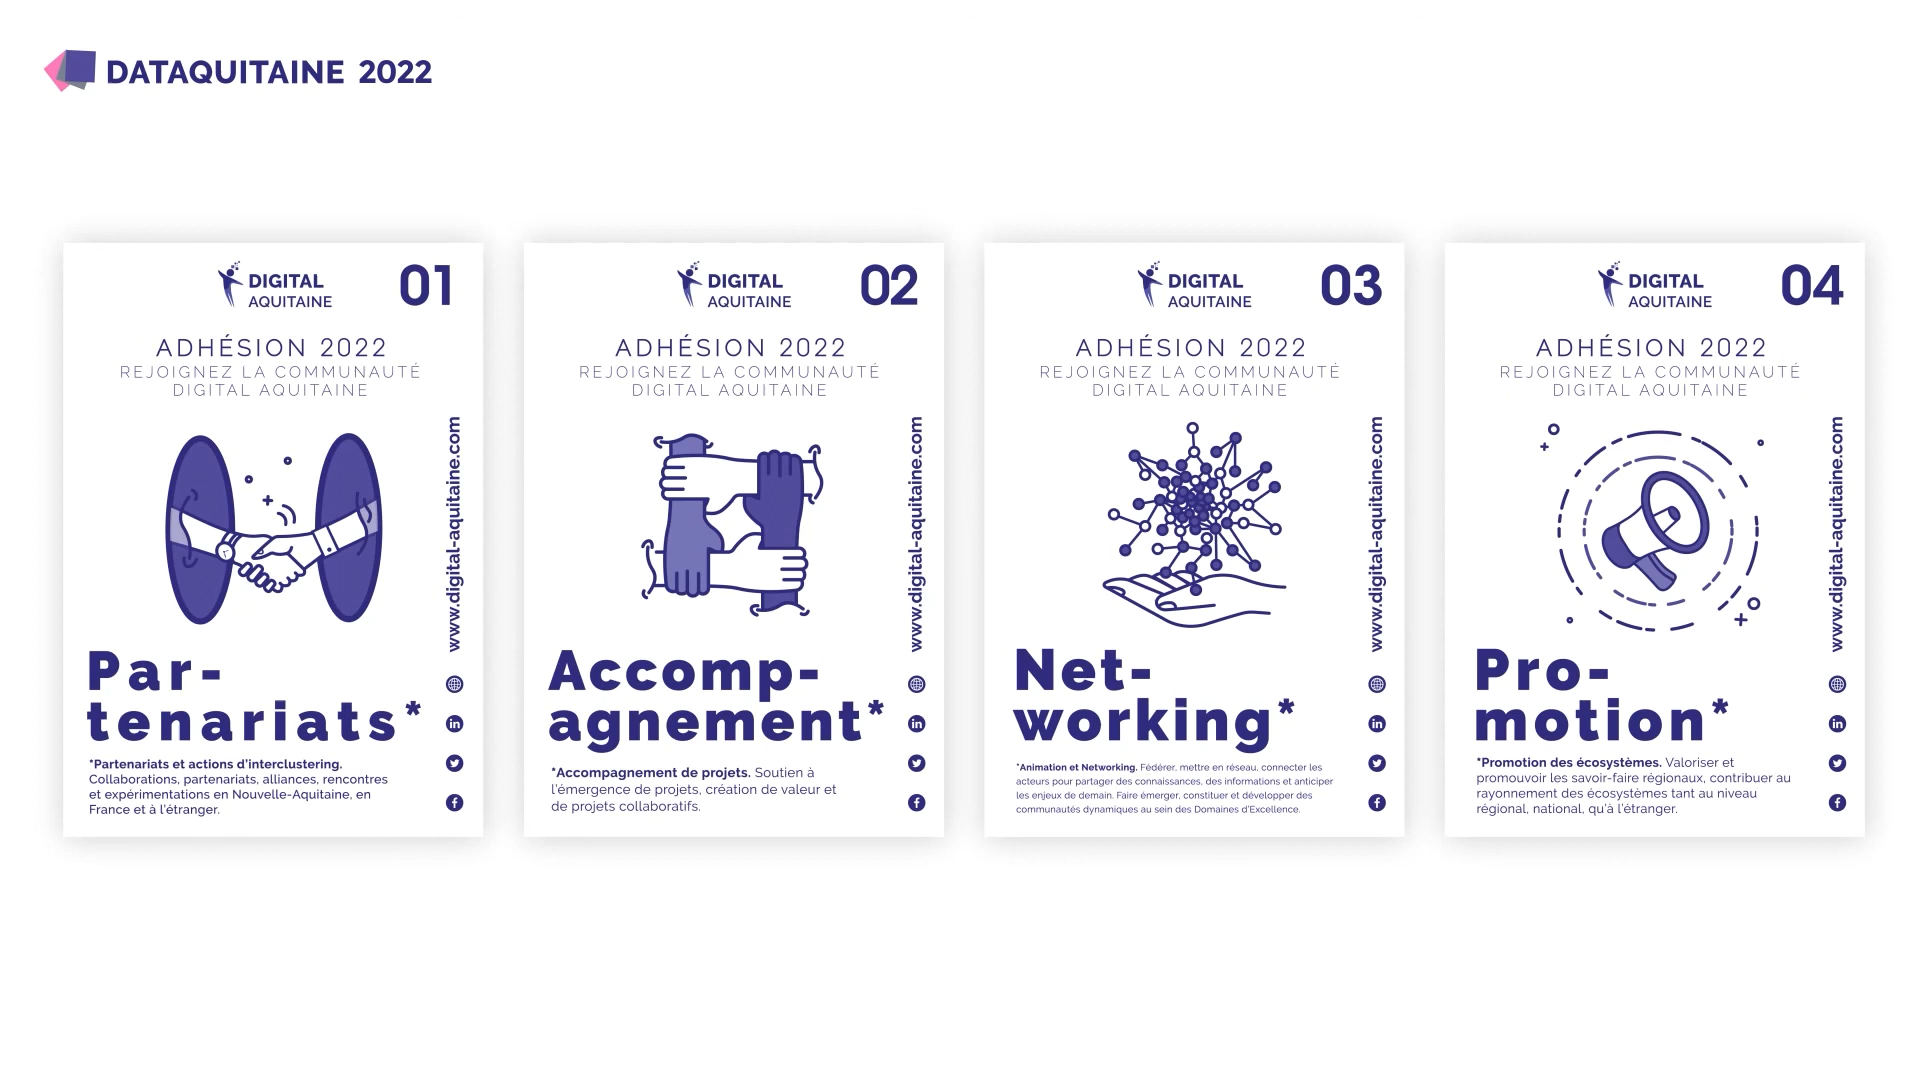 DATAQUITAINE 2022
DIGITAL
AQUITAINE
01
ADHÉSION 2022
REJOIGNEZ LA COMMUNAUTÉ
DIGITAL AQUITAINE
www.digital-aquitaine.com
Par-
tenariats*
*Partenariats et actions d'interclustering.
Collaborations, partenariats, alliances, rencontres
et expérimentations en Nouvelle-Aquitaine, en
France et à l'étranger.
DIGITAL
AQUITAINE
02
ADHÉSION 2022
REJOIGNEZ LA COMMUNAUTÉ
DIGITAL AQUITAINE
www.digital-aquitaine.com
Accomp-
agnement*
*Accompagnement de projets. Soutien à
l'émergence de projets, création de valeur et
de projets collaboratifs.
DIGITAL
AQUITAINE
03
ADHÉSION 2022
REJOIGNEZ LA COMMUNAUTÉ
DIGITAL AQUITAINE
www.digital-aquitaine.com
Net-
working*
*Animation et Networking. Fédérer, mettre en réseau, connecter les
acteurs pour partager des connaissances, des informations et anticiper
les enjeux de demain. Faire émerger, constituer et développer des
communautés dynamiques au sein des Domaines d'Excellence.
DIGITAL
AQUITAINE
04
ADHÉSION 2022
REJOIGNEZ LA COMMUNAUTÉ
DIGITAL AQUITAINE
www.digital-aquitaine.com
Pro-
motion*
*Promotion des écosystèmes. Valoriser et
promouvoir les savoir-faire régionaux, contribuer au
rayonnement des écosystèmes tant au niveau
régional, national, qu'à l'étranger.